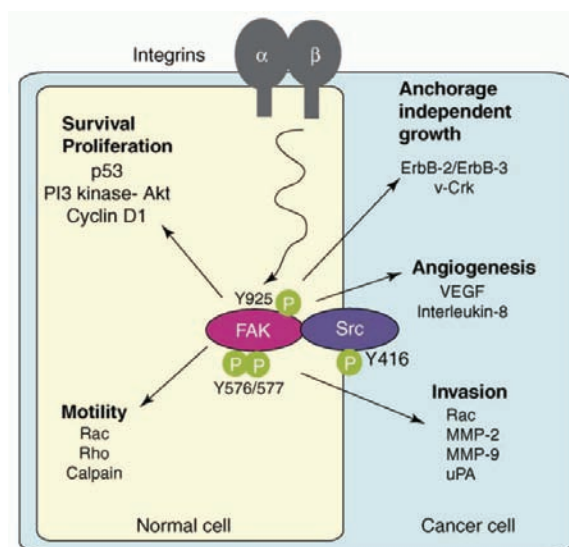 Integrins
α
β
Survival
Proliferation
p53
PI3 kinase- Akt
Cyclin D1
Anchorage
independent
growth
ErbB-2/ErbB-3
v-Crk
Angiogenesis
VEGF
Interleukin-8
Y925
P
FAK
Src
P P
P
Y416
Y576/577
Motility
Rac
Rho
Calpain
Invasion
Rac
MMP-2
MMP-9
uPA
Normal cell
Cancer cell